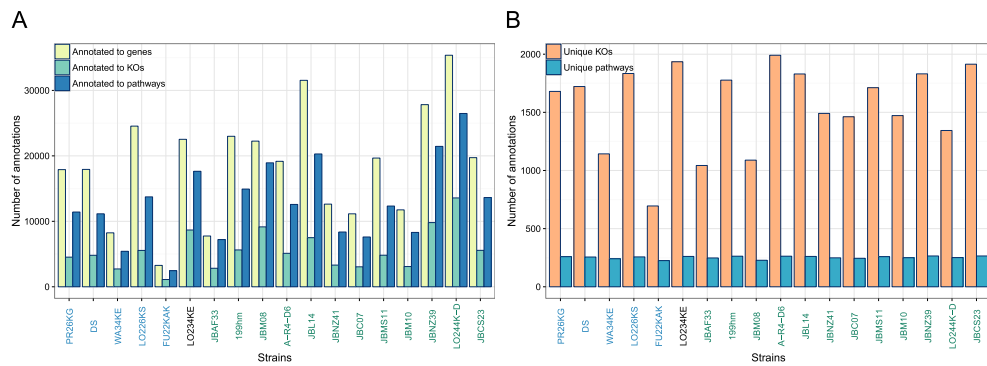 A
Annotated to genes
Annotated to KOs
Annotated to pathways
Number of annotations
30000
20000
10000
0
PR26KG
DS
WA34KE
LO226KS
FU22KAK
LO234KE
JBAF33
199hm
JBM08
A-R4-D6
JBL14
JBNZ41
JBC07
JBMS11
JBM10
JBNZ39
LO244K-D
JBCS23
Strains
B
Unique KOs
Unique pathways
Number of annotations
2000
1500
1000
500
0
PR26KG
DS
WA34KE
LO226KS
FU22KAK
LO234KE
JBAF33
199hm
JBM08
A-R4-D6
JBL14
JBNZ41
JBC07
JBMS11
JBM10
JBNZ39
LO244K-D
JBCS23
Strains